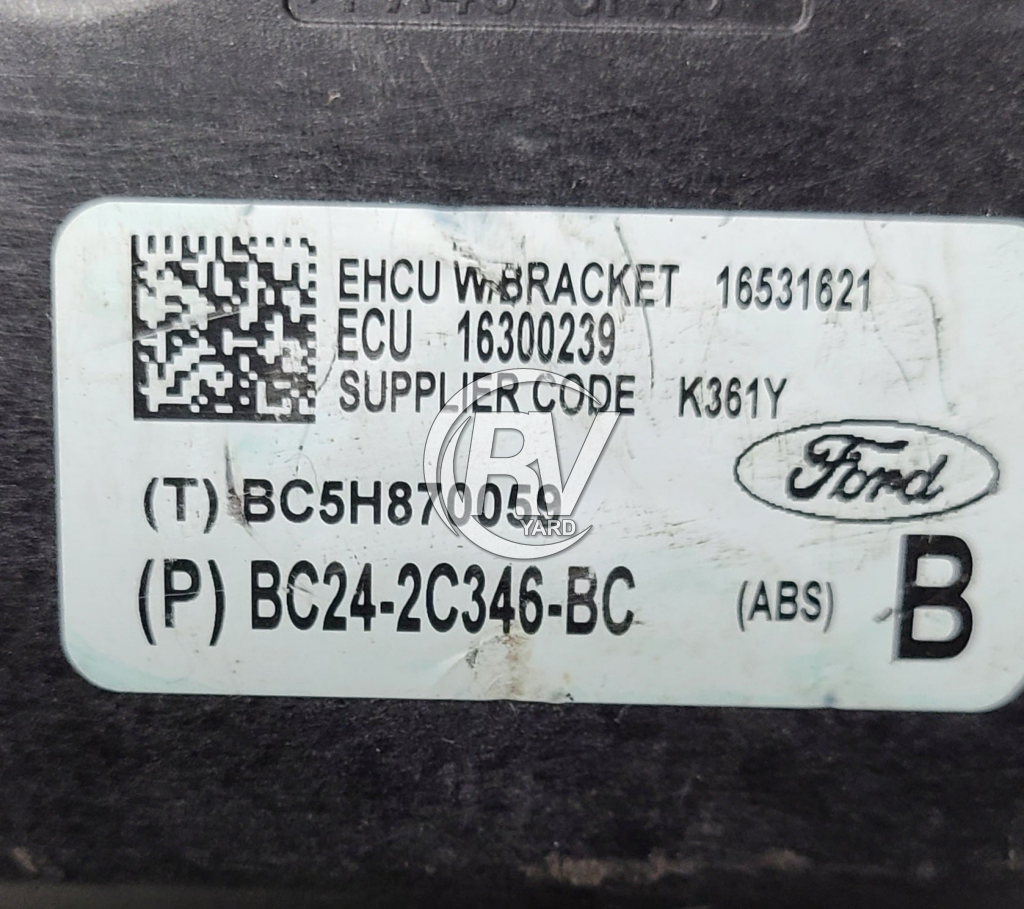 EHCU W/BRACKET 16531621
ECU 16300239
SUPPLIER CODE K361Y
(T) BC5H870059
Ford
(P) BC24-2C346-BC (ABS) B
RV
YARD